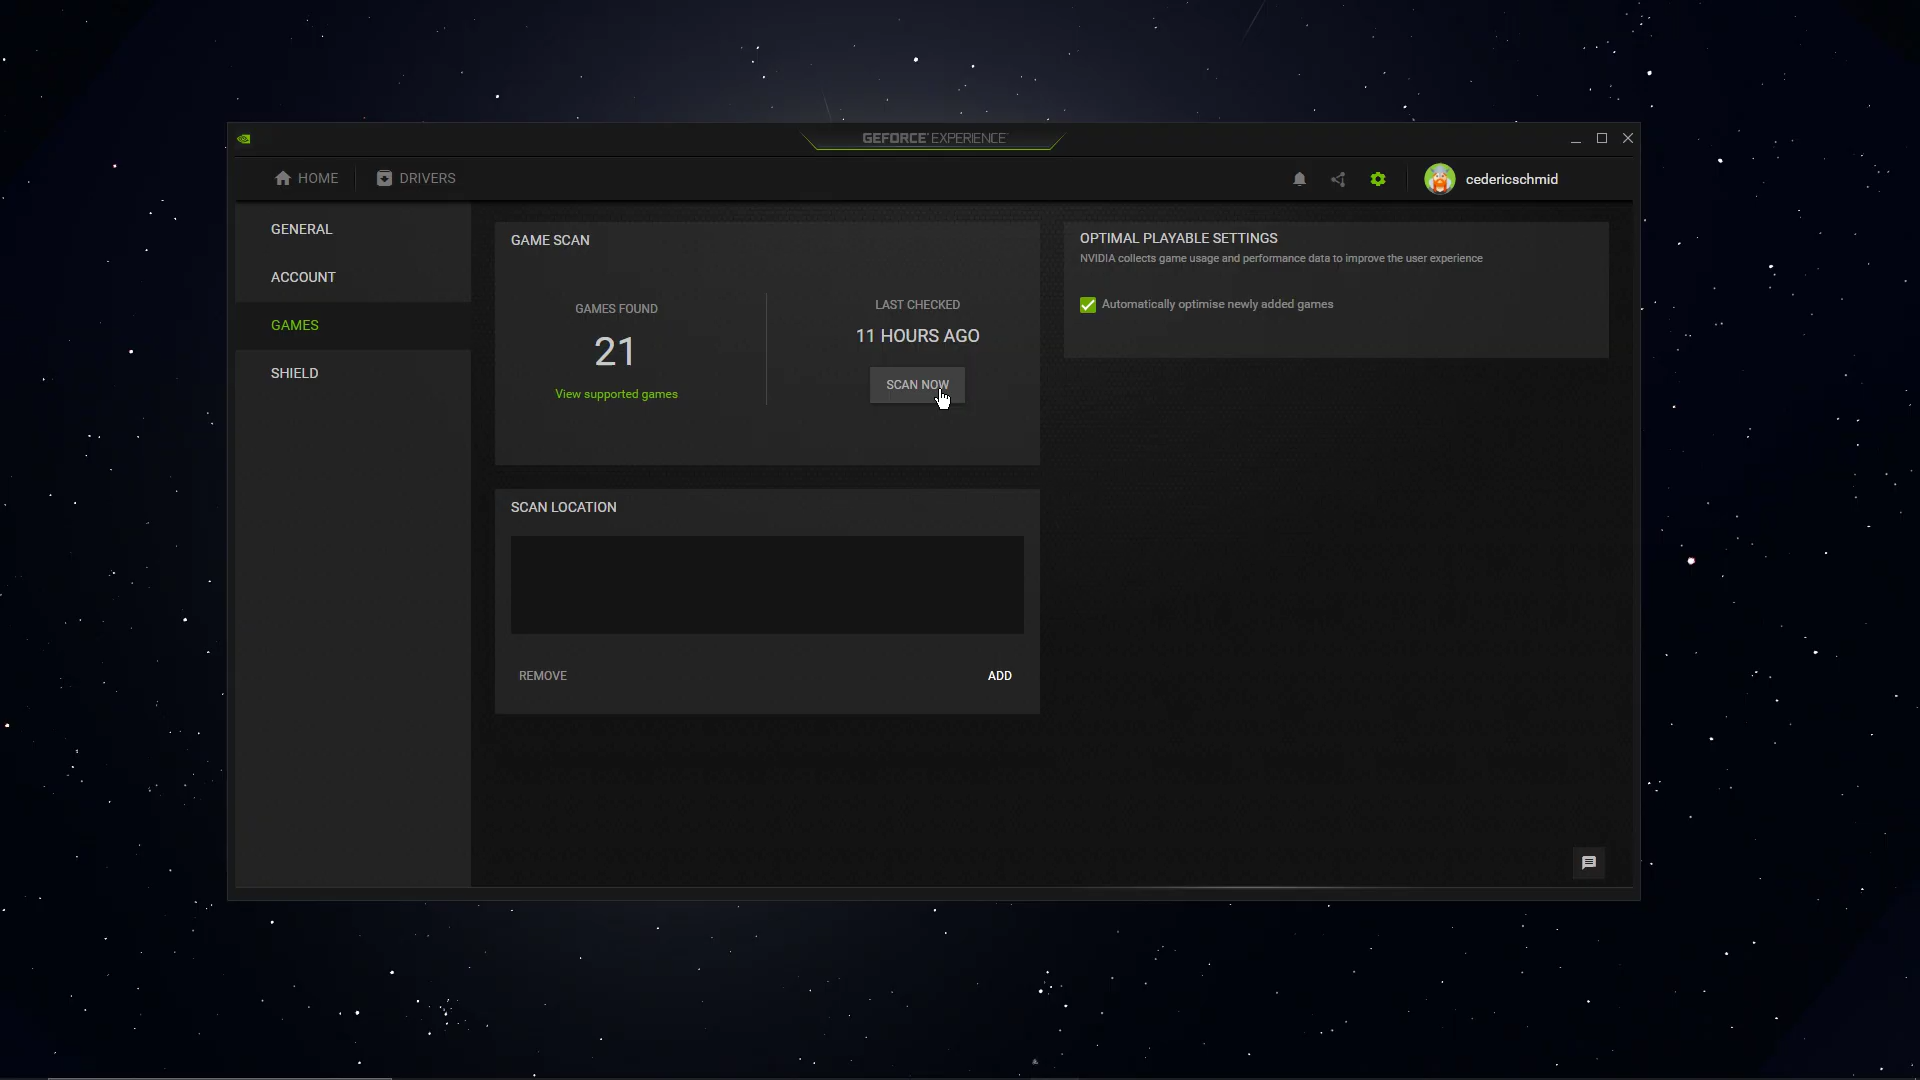 GEFORCE EXPERIENCE
HOME
DRIVERS
cedericschmid
GENERAL
ACCOUNT
GAMES
SHIELD
GAME SCAN
GAMES FOUND
21
View supported games
LAST CHECKED
11 HOURS AGO
SCAN NOW
SCAN LOCATION
REMOVE
ADD
OPTIMAL PLAYABLE SETTINGS
NVIDIA collects game usage and performance data to improve the user experience
Automatically optimise newly added games